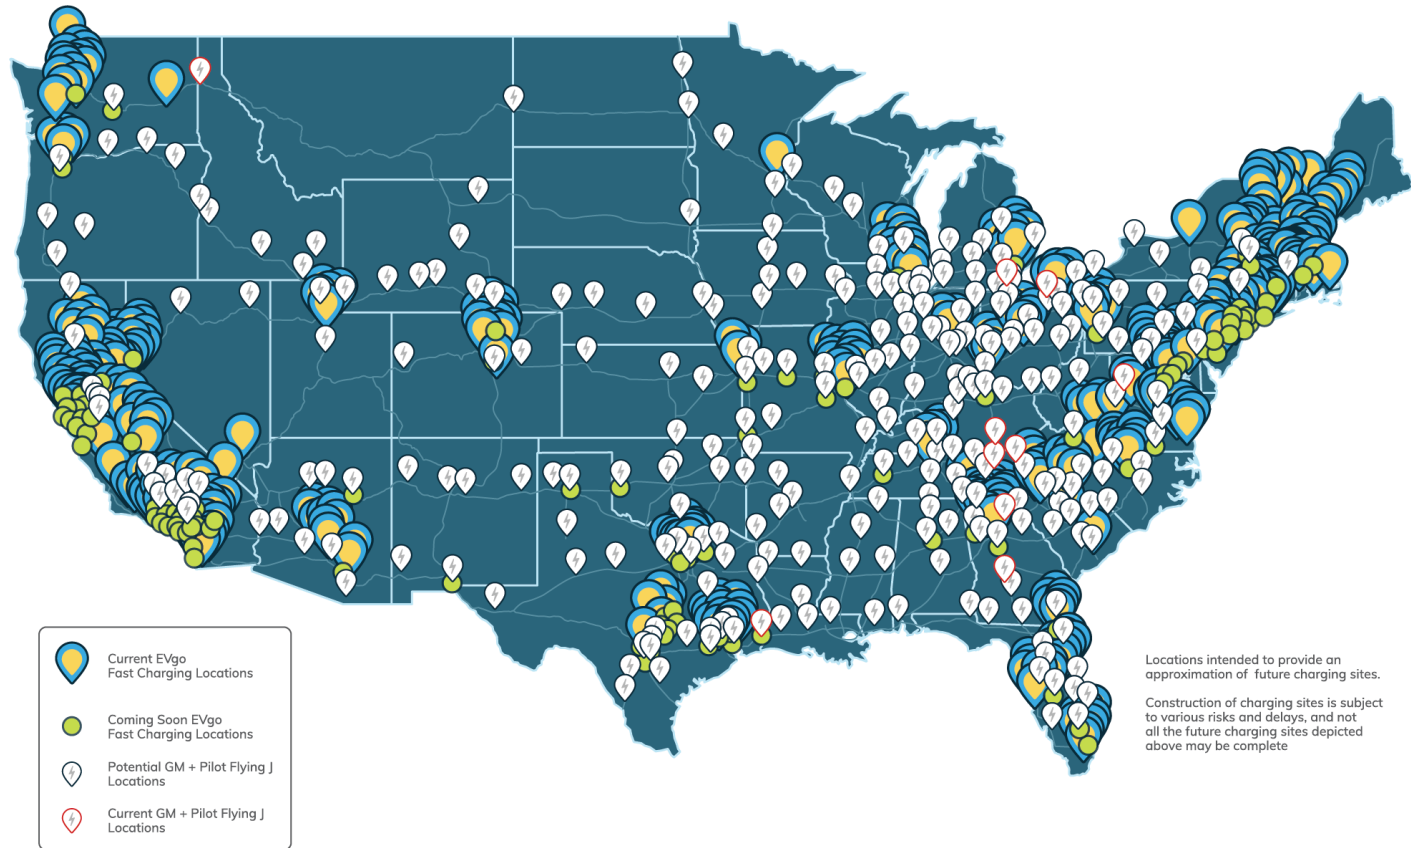 Current EVgo
Fast Charging Locations
Coming Soon EVgo
Fast Charging Locations
Potential GM + Pilot Flying J
Locations
Current GM + Pilot Flying J
Locations
Locations intended to provide an
approximation of future charging sites.
Construction of charging sites is subject
to various risks and delays, and not
all the future charging sites depicted
above may be complete